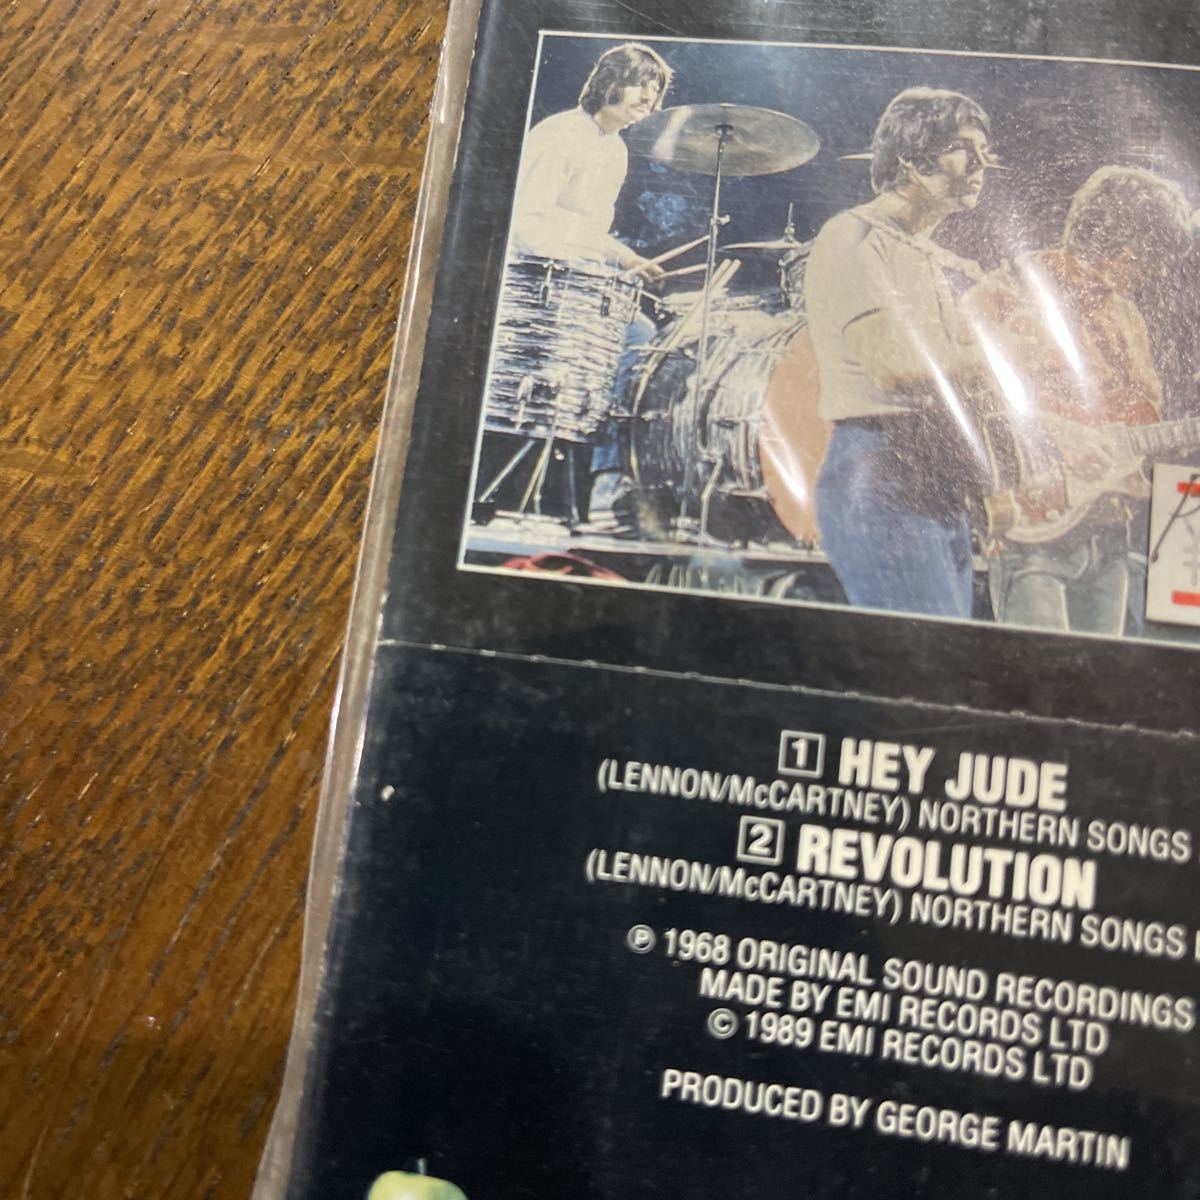 1 HEY JUDE
(LENNON/McCARTNEY) NORTHERN SONGS
2 REVOLUTION
(LENNON/McCARTNEY) NORTHERN SONGS
℗ 1968 ORIGINAL SOUND RECORDINGS
MADE BY EMI RECORDS LTD
© 1989 EMI RECORDS LTD
PRODUCED BY GEORGE MARTIN